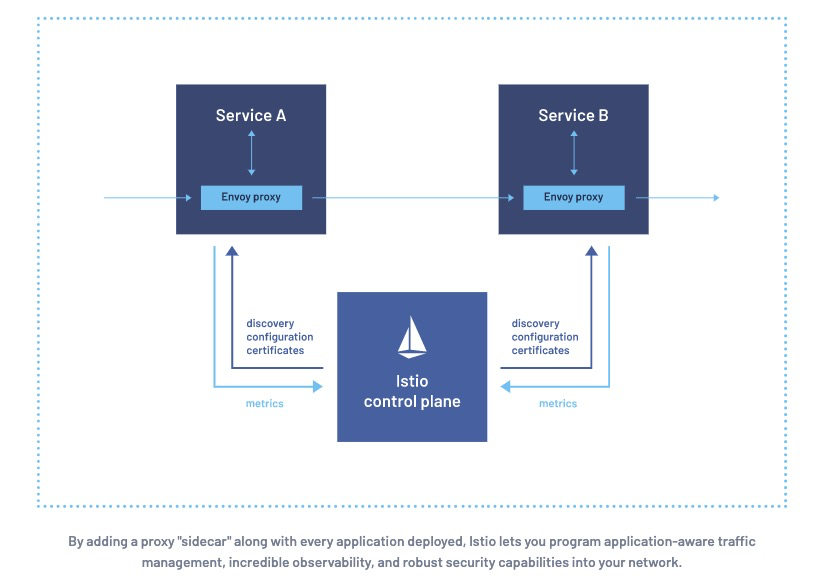 Service A
Service B
Envoy proxy
Envoy proxy
discovery
configuration
certificates
discovery
configuration
certificates
Istio
control plane
metrics
metrics
By adding a proxy "sidecar" along with every application deployed, Istio lets you program application-aware traffic
management, incredible observability, and robust security capabilities into your network.